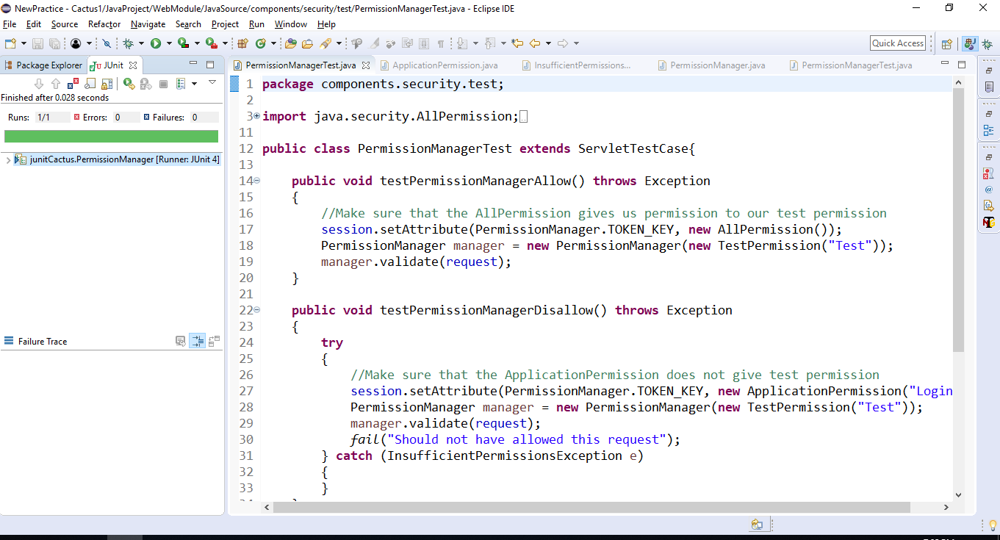 NewPractice - Cactus1/JavaProject/WebModule/JavaSource/components/security/test/PermissionManagerTest.java - Eclipse IDE
File Edit Source Refactor Navigate Search Project Run Window Help
Quick Access
Package Explorer JUnit
Finished after 0.028 seconds
Runs: 1/1 Errors: 0 Failures: 0
junitCactus.PermissionManager [Runner: JUnit 4]
Failure Trace
PermissionManagerTest.java ApplicationPermission.java InsufficientPermissions... PermissionManager.java PermissionManagerTest.java
1 package components.security.test;
2
3 import java.security.AllPermission;
11
12 public class PermissionManagerTest extends ServletTestCase{
13
14 public void testPermissionManagerAllow() throws Exception
15 {
16 //Make sure that the AllPermission gives us permission to our test permission
17 session.setAttribute(PermissionManager.TOKEN_KEY, new AllPermission());
18 PermissionManager manager = new PermissionManager(new TestPermission("Test"));
19 manager.validate(request);
20 }
21
22 public void testPermissionManagerDisallow() throws Exception
23 {
24 try
25 {
26 //Make sure that the ApplicationPermission does not give test permission
27 session.setAttribute(PermissionManager.TOKEN_KEY, new ApplicationPermission("Login
28 PermissionManager manager = new PermissionManager(new TestPermission("Test"));
29 manager.validate(request);
30 fail("Should not have allowed this request");
31 } catch (InsufficientPermissionsException e)
32 {
33 }